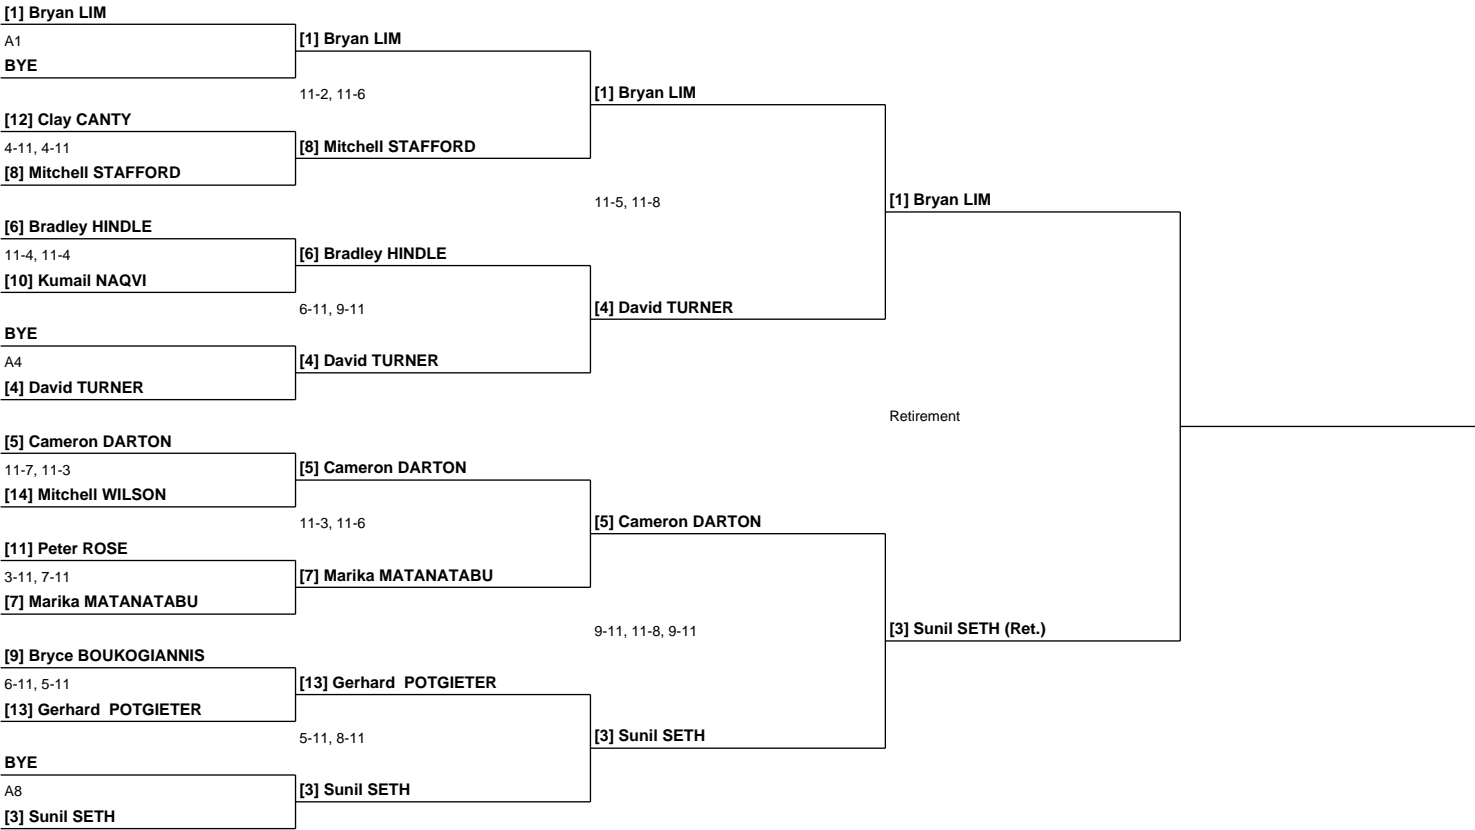 [1] Bryan LIM
A1
BYE
[12] Clay CANTY
4-11, 4-11
[8] Mitchell STAFFORD
[6] Bradley HINDLE
11-4, 11-4
[10] Kumail NAQVI
BYE
A4
[4] David TURNER
[5] Cameron DARTON
11-7, 11-3
[14] Mitchell WILSON
[11] Peter ROSE
3-11, 7-11
[7] Marika MATANATABU
[9] Bryce BOUKOGIANNIS
6-11, 5-11
[13] Gerhard  POTGIETER
BYE
A8
[3] Sunil SETH
[1] Bryan LIM
11-2, 11-6
[8] Mitchell STAFFORD
[6] Bradley HINDLE
6-11, 9-11
[4] David TURNER
[5] Cameron DARTON
11-3, 11-6
[7] Marika MATANATABU
[13] Gerhard  POTGIETER
5-11, 8-11
[3] Sunil SETH
[1] Bryan LIM
11-5, 11-8
[4] David TURNER
[5] Cameron DARTON
9-11, 11-8, 9-11
[3] Sunil SETH
[1] Bryan LIM
Retirement
[3] Sunil SETH (Ret.)